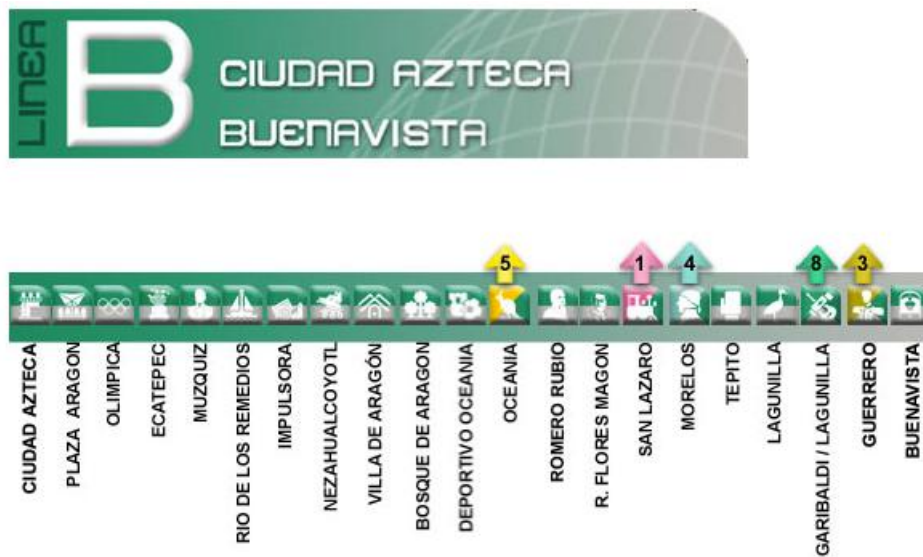 LINEA
B
CIUDAD AZTECA
BUENAVISTA
5
1
4
8
3
CIUDAD AZTECA
PLAZA ARAGON
OLIMPICA
ECATEPEC
MUZQUIZ
RIO DE LOS REMEDIOS
IMPULSORA
NEZAHUALCOYOTL
VILLA DE ARAGÓN
BOSQUE DE ARAGON
DEPORTIVO OCEANIA
OCEANIA
ROMERO RUBIO
R. FLORES MAGON
SAN LAZARO
MORELOS
TEPITO
LAGUNILLA
GARIBALDI / LAGUNILLA
GUERRERO
BUENAVISTA